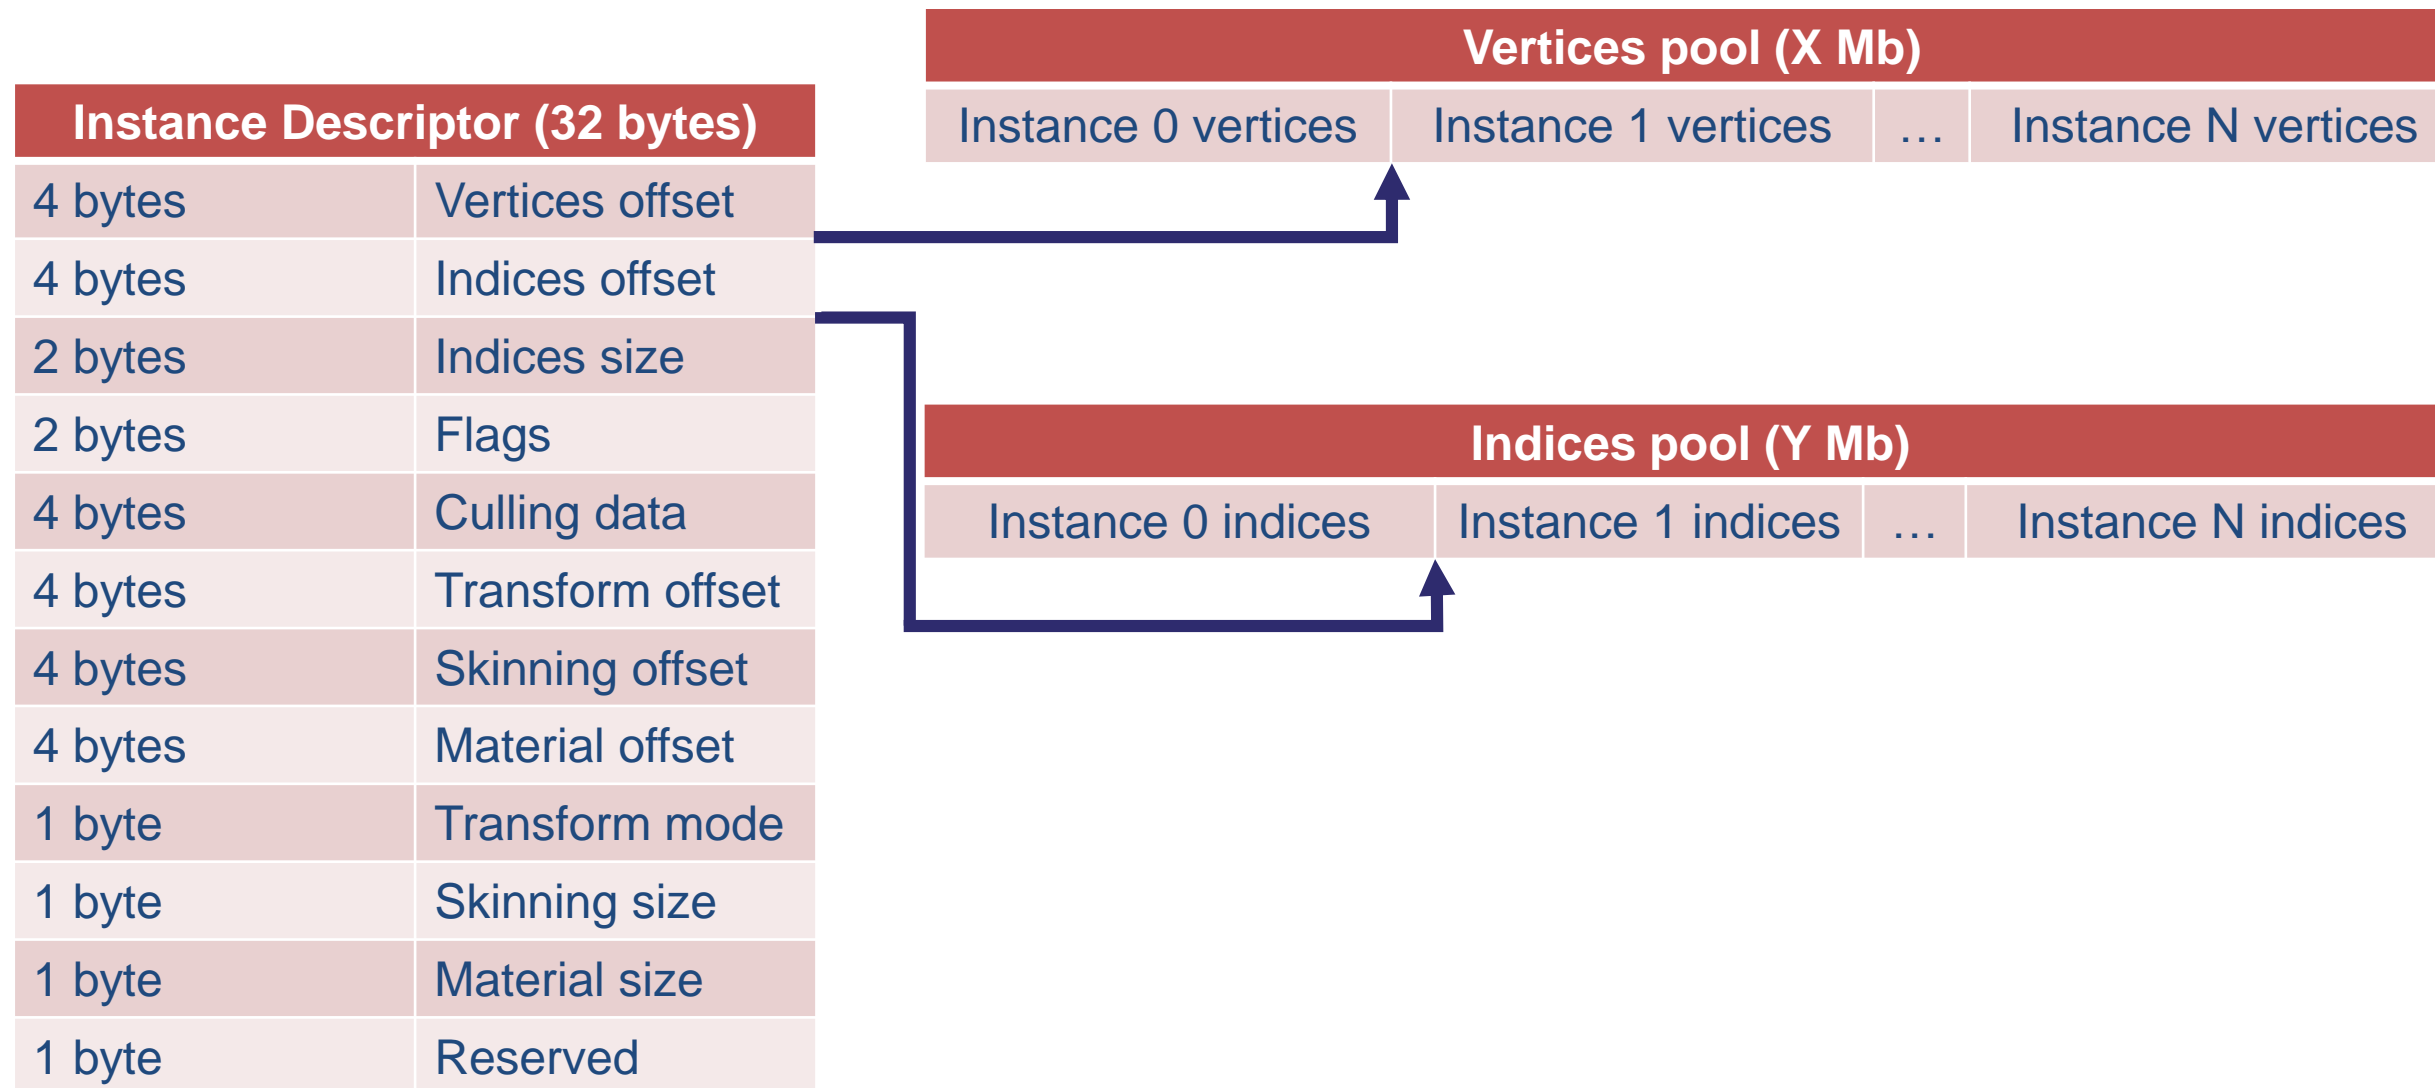 Instance Descriptor (32 bytes)
4 bytes Vertices offset
4 bytes Indices offset
2 bytes Indices size
2 bytes Flags
4 bytes Culling data
4 bytes Transform offset
4 bytes Skinning offset
4 bytes Material offset
1 byte Transform mode
1 byte Skinning size
1 byte Material size
1 byte Reserved
Vertices pool (X Mb)
Instance 0 vertices Instance 1 vertices … Instance N vertices
Indices pool (Y Mb)
Instance 0 indices Instance 1 indices … Instance N indices